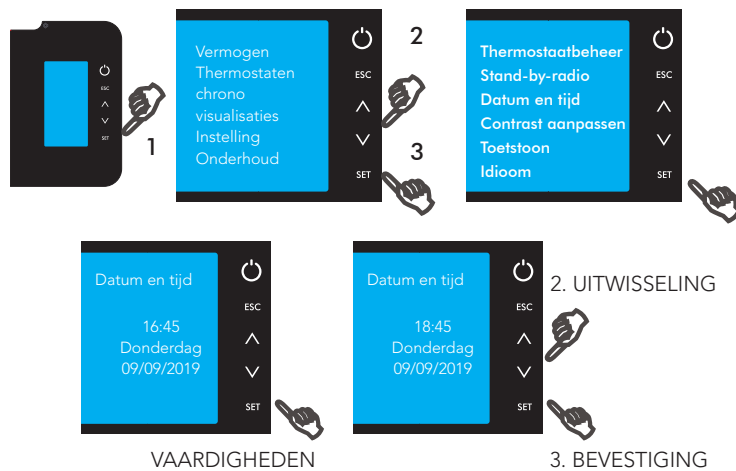 ESC
SET
1
Vermogen
Thermostaten
chrono
visualisaties
Instelling
Onderhoud
ESC
SET
2
3
Thermostaatbeheer
Stand-by-radio
Datum en tijd
Contrast aanpassen
Toetstoon
Idioom
ESC
SET
Datum en tijd
16:45
Donderdag
09/09/2019
ESC
SET
VAARDIGHEDEN
Datum en tijd
18:45
Donderdag
09/09/2019
ESC
SET
2. UITWISSELING
3. BEVESTIGING